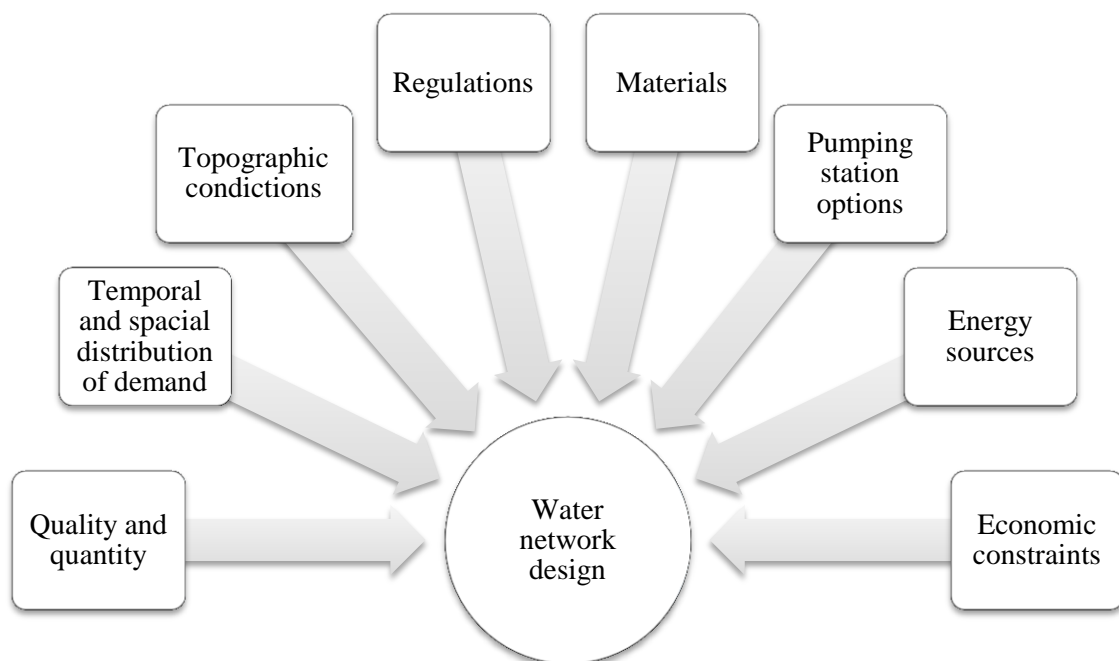 Regulations
Materials
Topographic
condictions
Pumping
station
options
Temporal
and spacial
distribution
of demand
Energy
sources
Quality and
quantity
Water
network
design
Economic
constraints